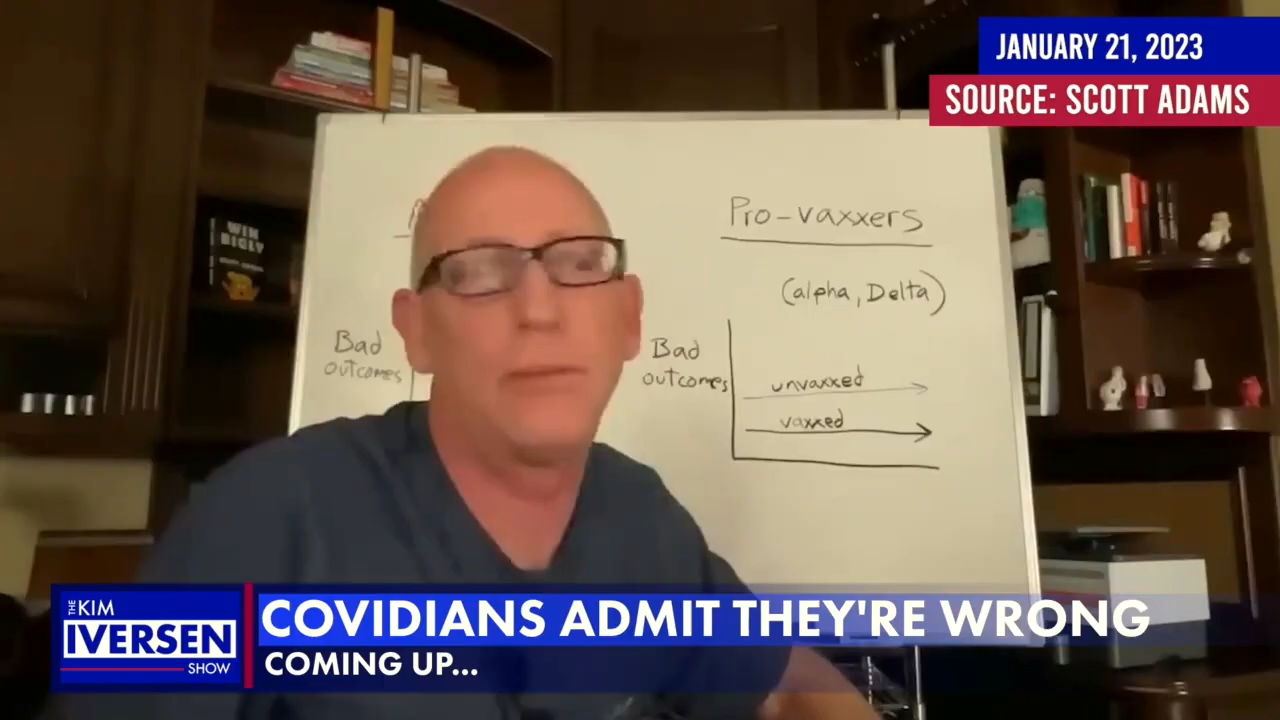 JANUARY 21, 2023
SOURCE: SCOTT ADAMS
WIN
BIGLY
Pro-vaxxers
(alpha, Delta)
Bad
outcomes
Bad
outcomes
unvaxxed
vaxxed
THE KIM
IVERSEN
SHOW
COVIDIANS ADMIT THEY'RE WRONG
COMING UP...